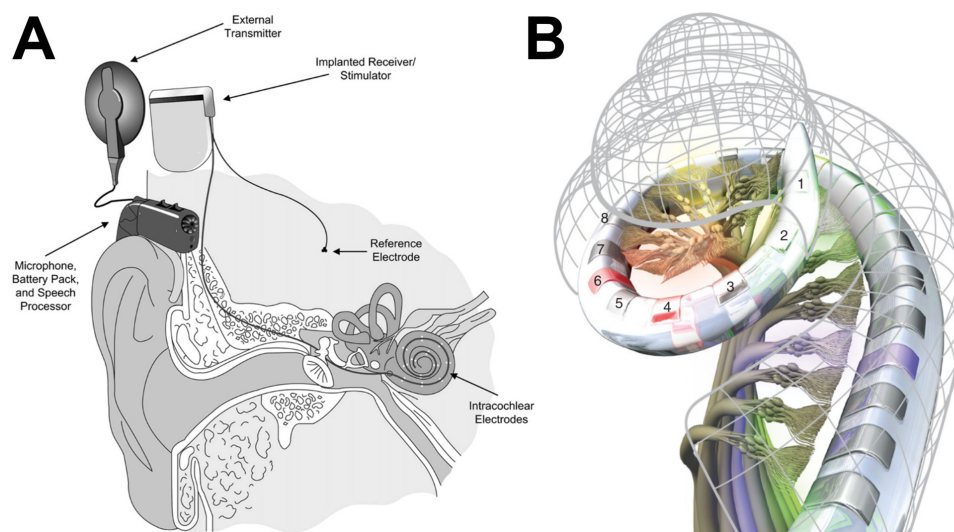 A
External
Transmitter
Implanted Receiver/
Stimulator
Reference
Electrode
Microphone,
Battery Pack,
and Speech
Processor
Intracochlear
Electrodes
B
1
2
3
4
5
6
7
8